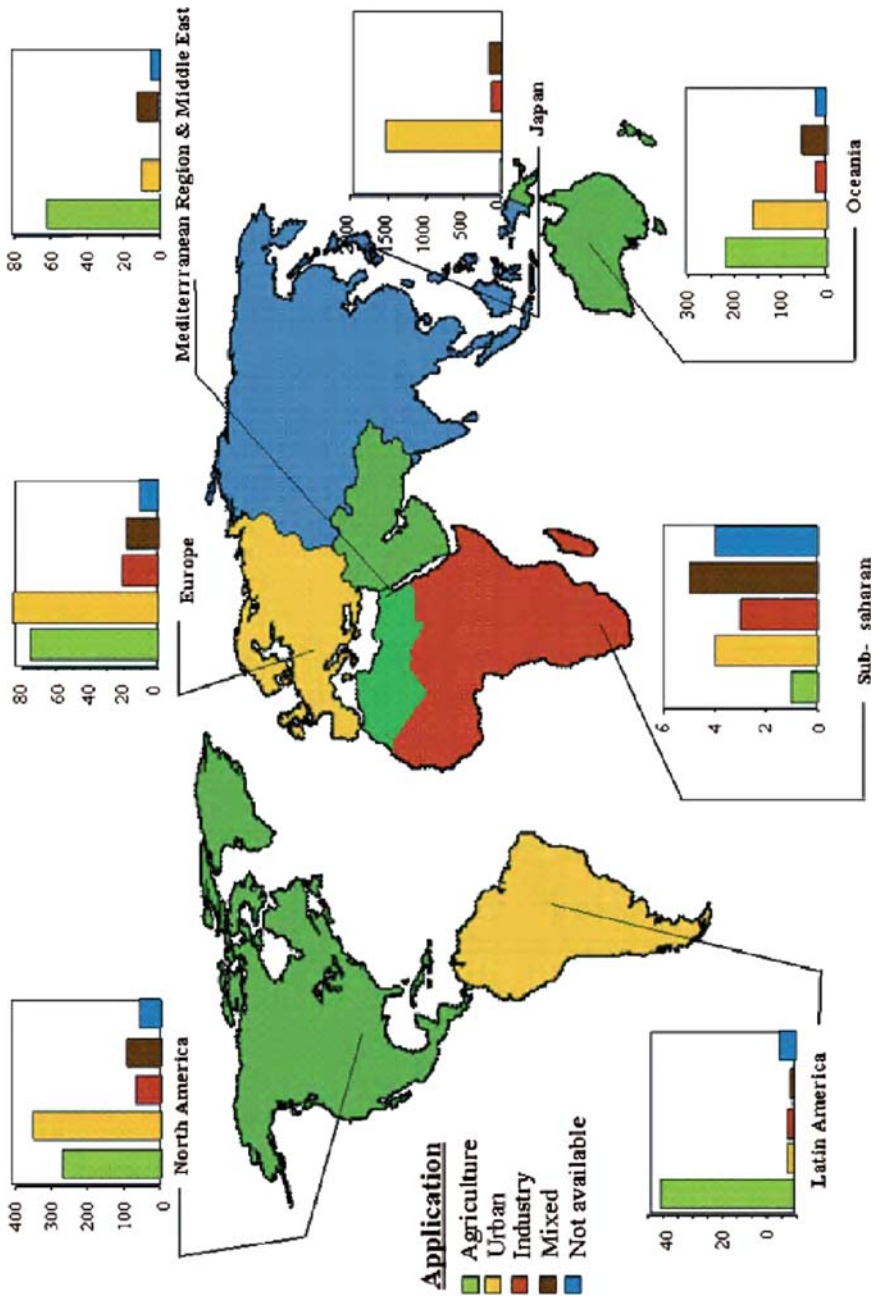 North America
400
300
200
100
0
Europe
80
60
40
20
0
Mediterrranean Region & Middle East
80
60
40
20
0
Japan
2000
1500
1000
500
0
Application
Agriculture
Urban
Industry
Mixed
Not available
Latin America
40
20
0
Sub- saharan
6
4
2
0
Oceania
300
200
100
0